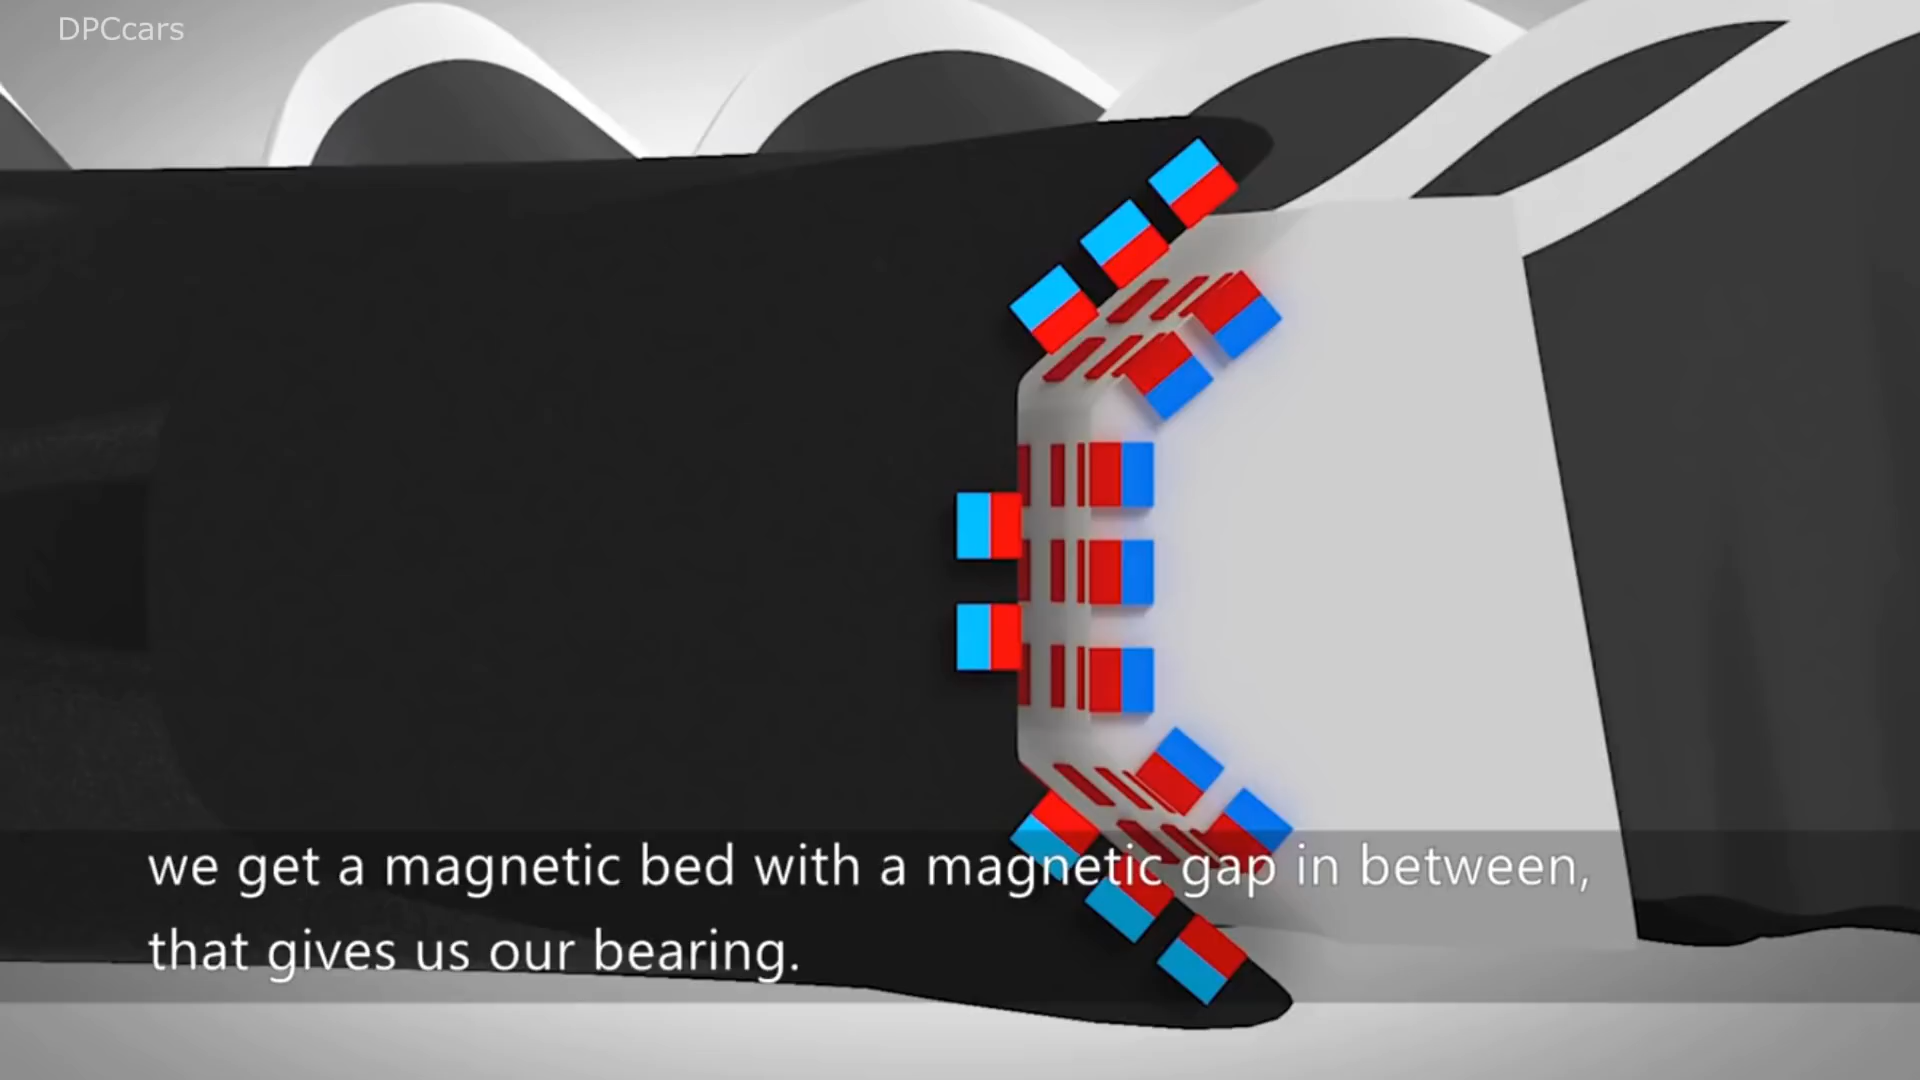 DPCcars
we get a magnetic bed with a magnetic gap in between,
that gives us our bearing.